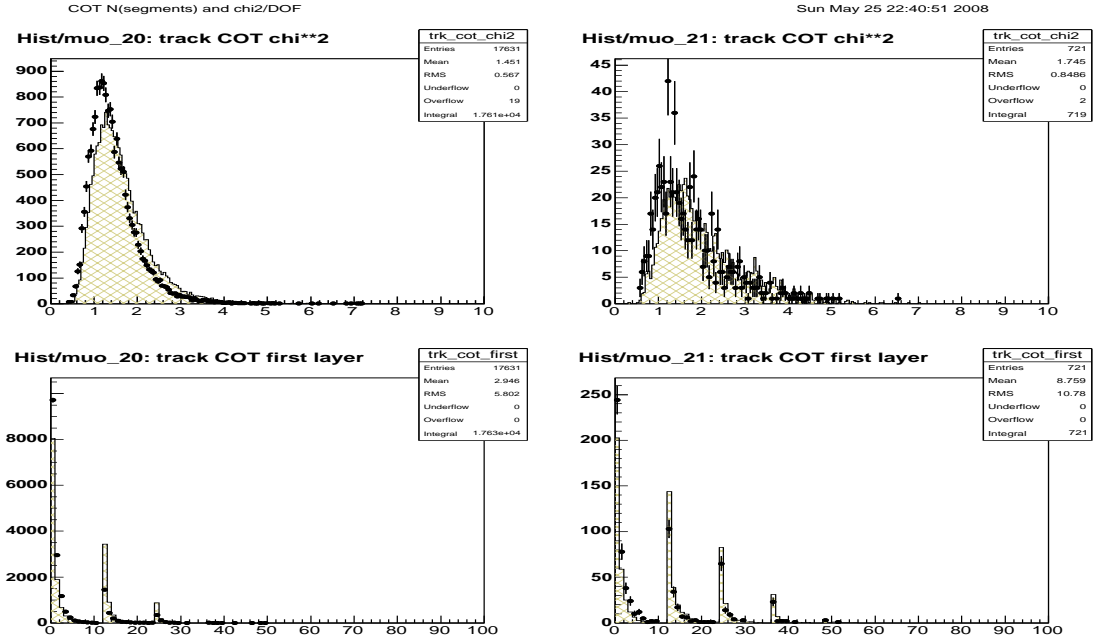 COT N(segments) and chi2/DOF
Sun May 25 22:40:51 2008
Hist/muo_20: track COT chi**2
trk_cot_chi2
Entries 17631
Mean 1.451
RMS 0.567
Underflow 0
Overflow 19
Integral 1.761e+04
900
800
700
600
500
400
300
200
100
0
0 1 2 3 4 5 6 7 8 9 10
Hist/muo_21: track COT chi**2
trk_cot_chi2
Entries 721
Mean 1.745
RMS 0.8486
Underflow 0
Overflow 2
Integral 719
45
40
35
30
25
20
15
10
5
0
0 1 2 3 4 5 6 7 8 9 10
Hist/muo_20: track COT first layer
trk_cot_first
Entries 17631
Mean 2.946
RMS 5.802
Underflow 0
Overflow 0
Integral 1.763e+04
8000
6000
4000
2000
0
0 10 20 30 40 50 60 70 80 90 100
Hist/muo_21: track COT first layer
trk_cot_first
Entries 721
Mean 8.759
RMS 10.78
Underflow 0
Overflow 0
Integral 721
250
200
150
100
50
0
0 10 20 30 40 50 60 70 80 90 100